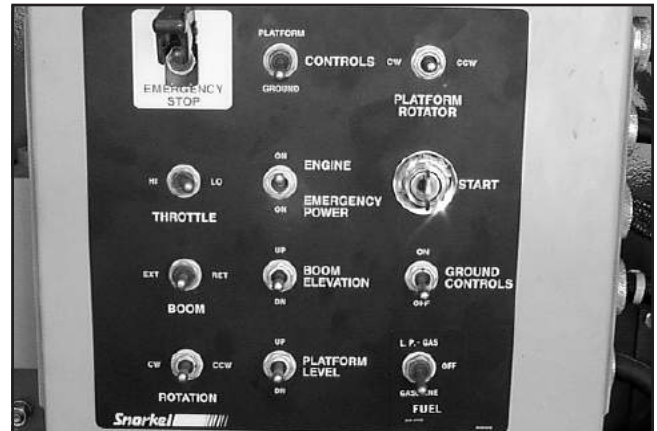 PLATFORM
EMERGENCY
STOP
CONTROLS
GROUND
CW
CCW
PLATFORM
ROTATOR
HI
LO
THROTTLE
ON
ENGINE
EMERGENCY
POWER
ON
START
EXT
RET
BOOM
UP
BOOM
ELEVATION
DN
ON
GROUND
CONTROLS
OFF
CW
CCW
ROTATION
UP
PLATFORM
LEVEL
DN
L. P.- GAS
OFF
FUEL
Snorkel